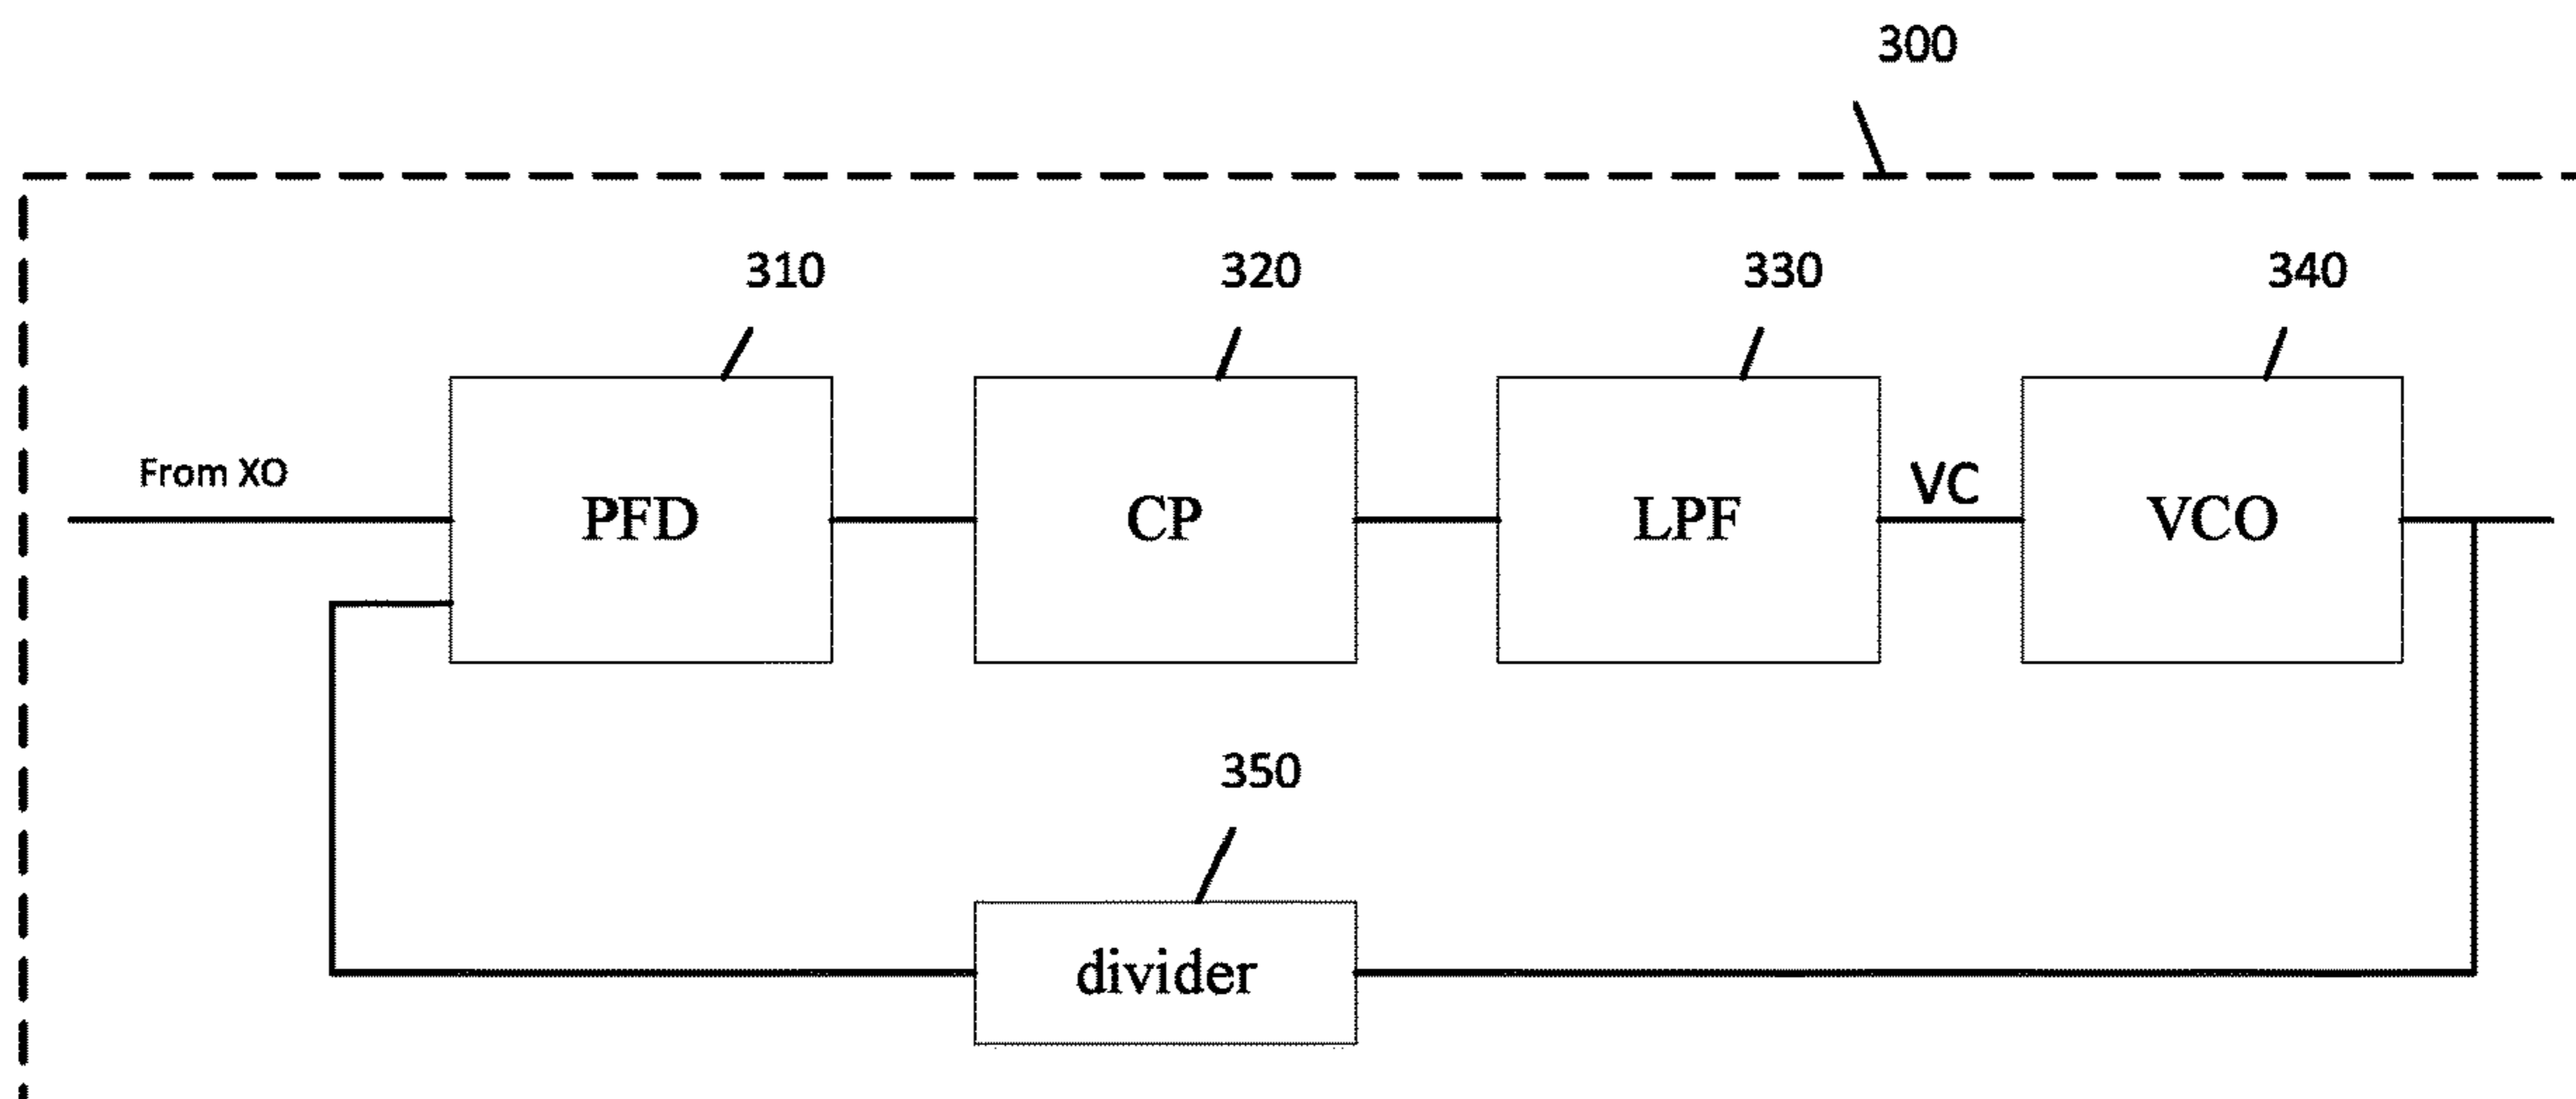 300
310
320
330
340
From XO
PFD
CP
LPF
VC
VCO
350
divider